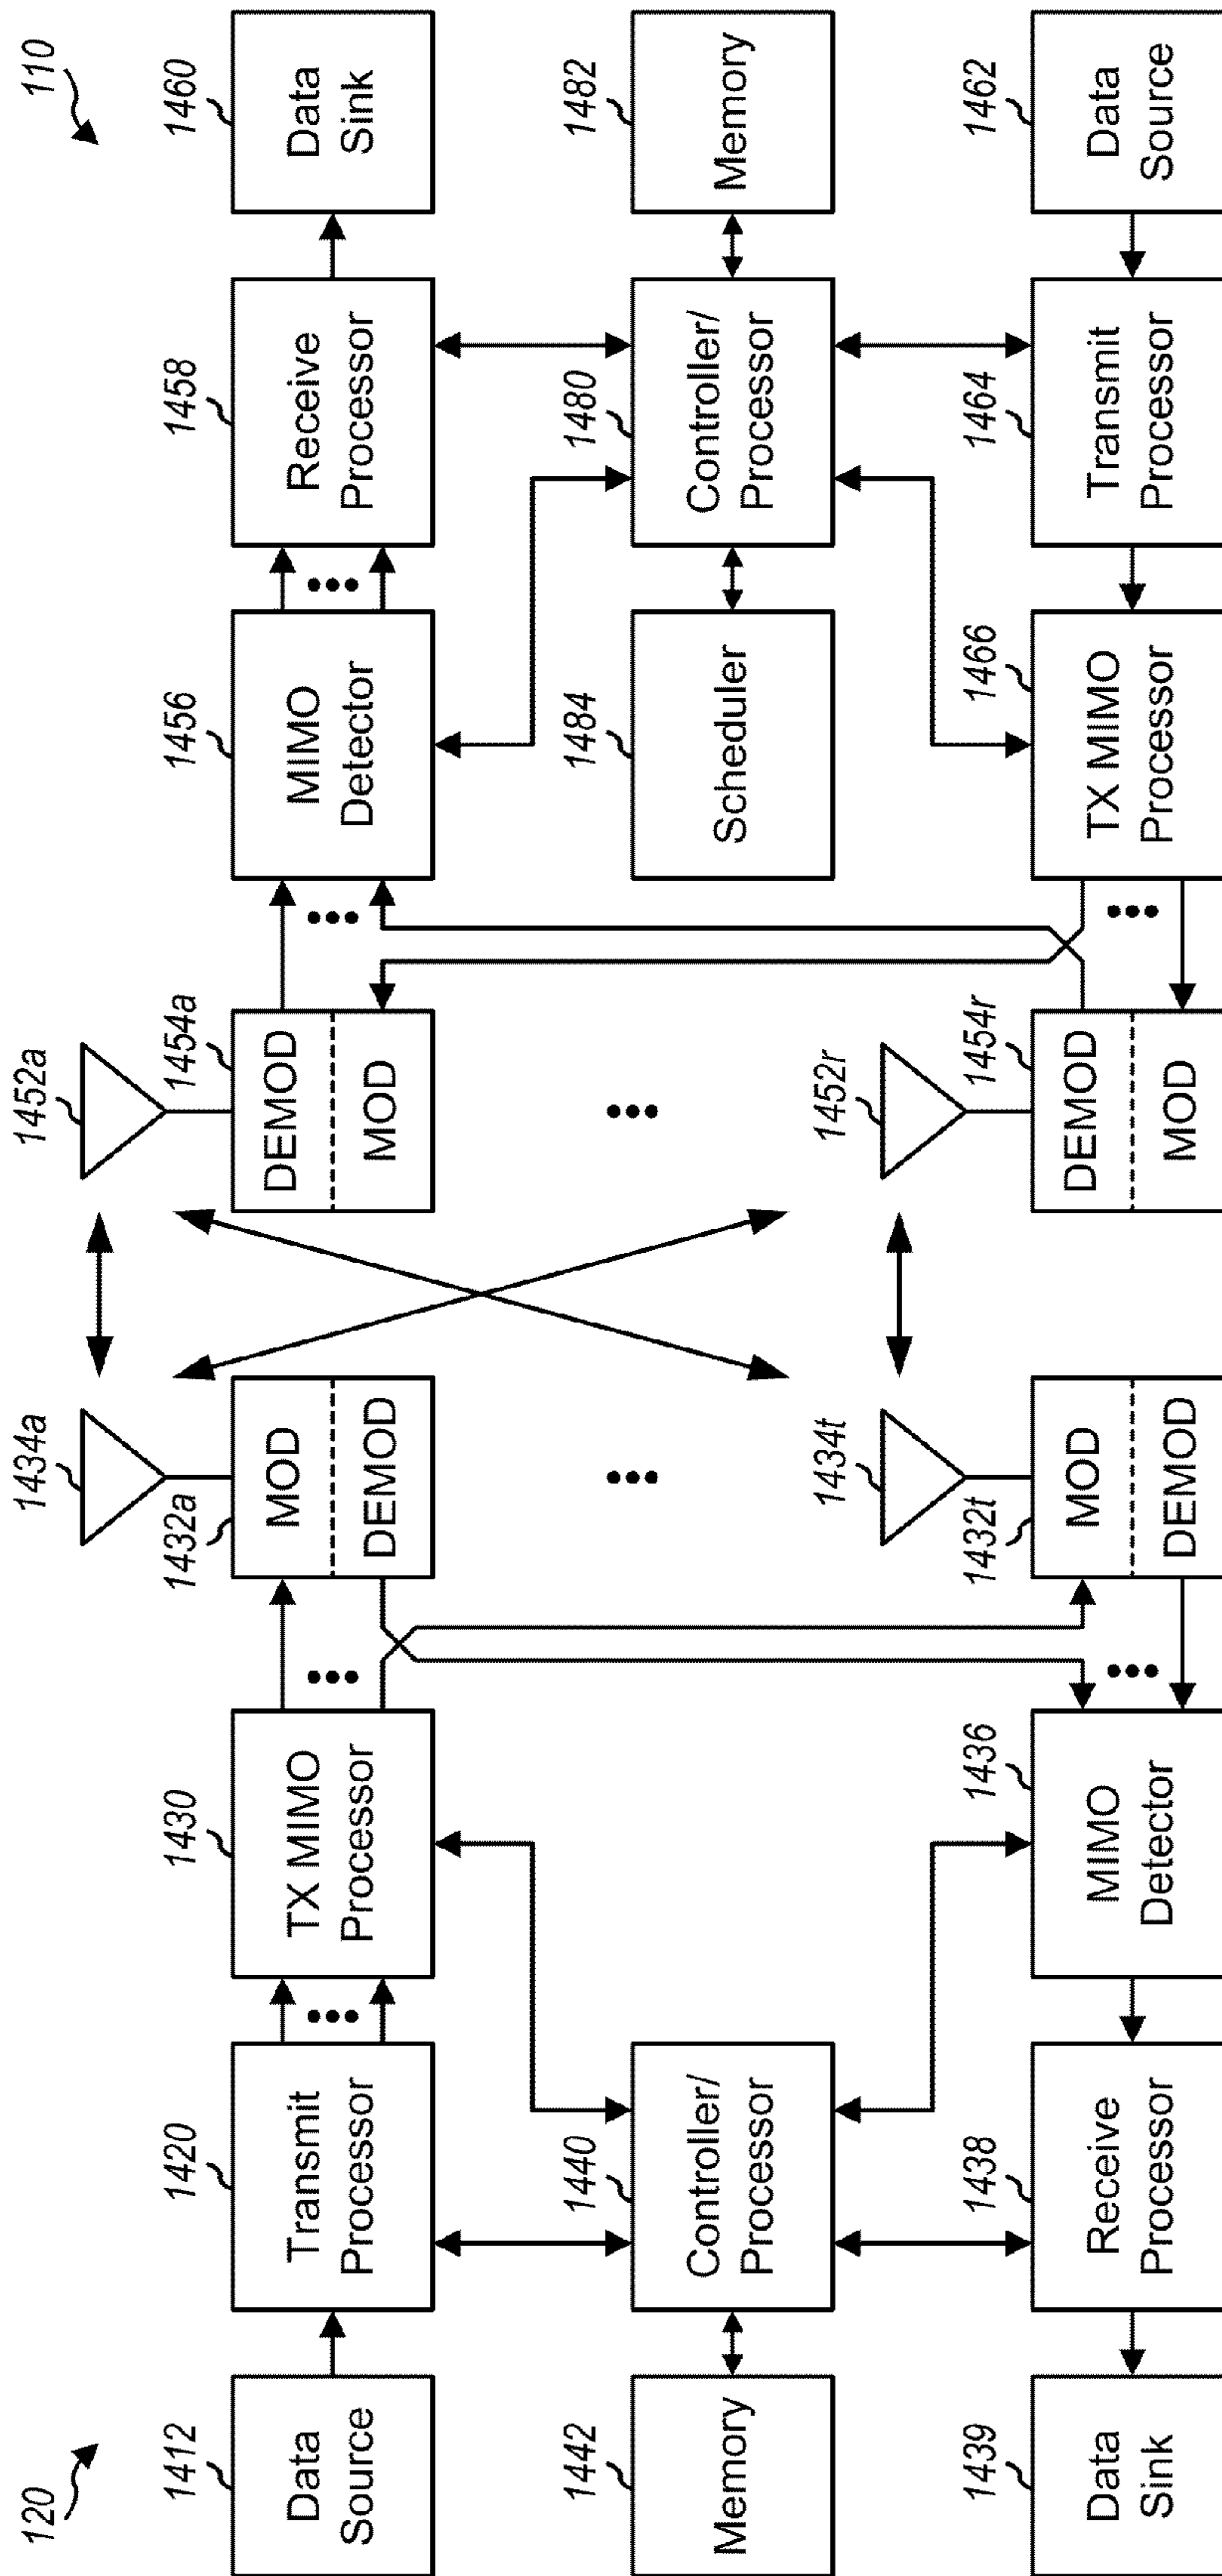 120
110
1434a
1452a
1412
Data
Source
1420
Transmit
Processor
1430
TX MIMO
Processor
1432a
MOD
DEMOD
1454a
DEMOD
MOD
1456
MIMO
Detector
1458
Receive
Processor
1460
Data
Sink
1442
Memory
1440
Controller/
Processor
1484
Scheduler
1480
Controller/
Processor
1482
Memory
1434t
1452r
1439
Data
Sink
1438
Receive
Processor
1436
MIMO
Detector
1432t
MOD
DEMOD
1454r
DEMOD
MOD
1466
TX MIMO
Processor
1464
Transmit
Processor
1462
Data
Source